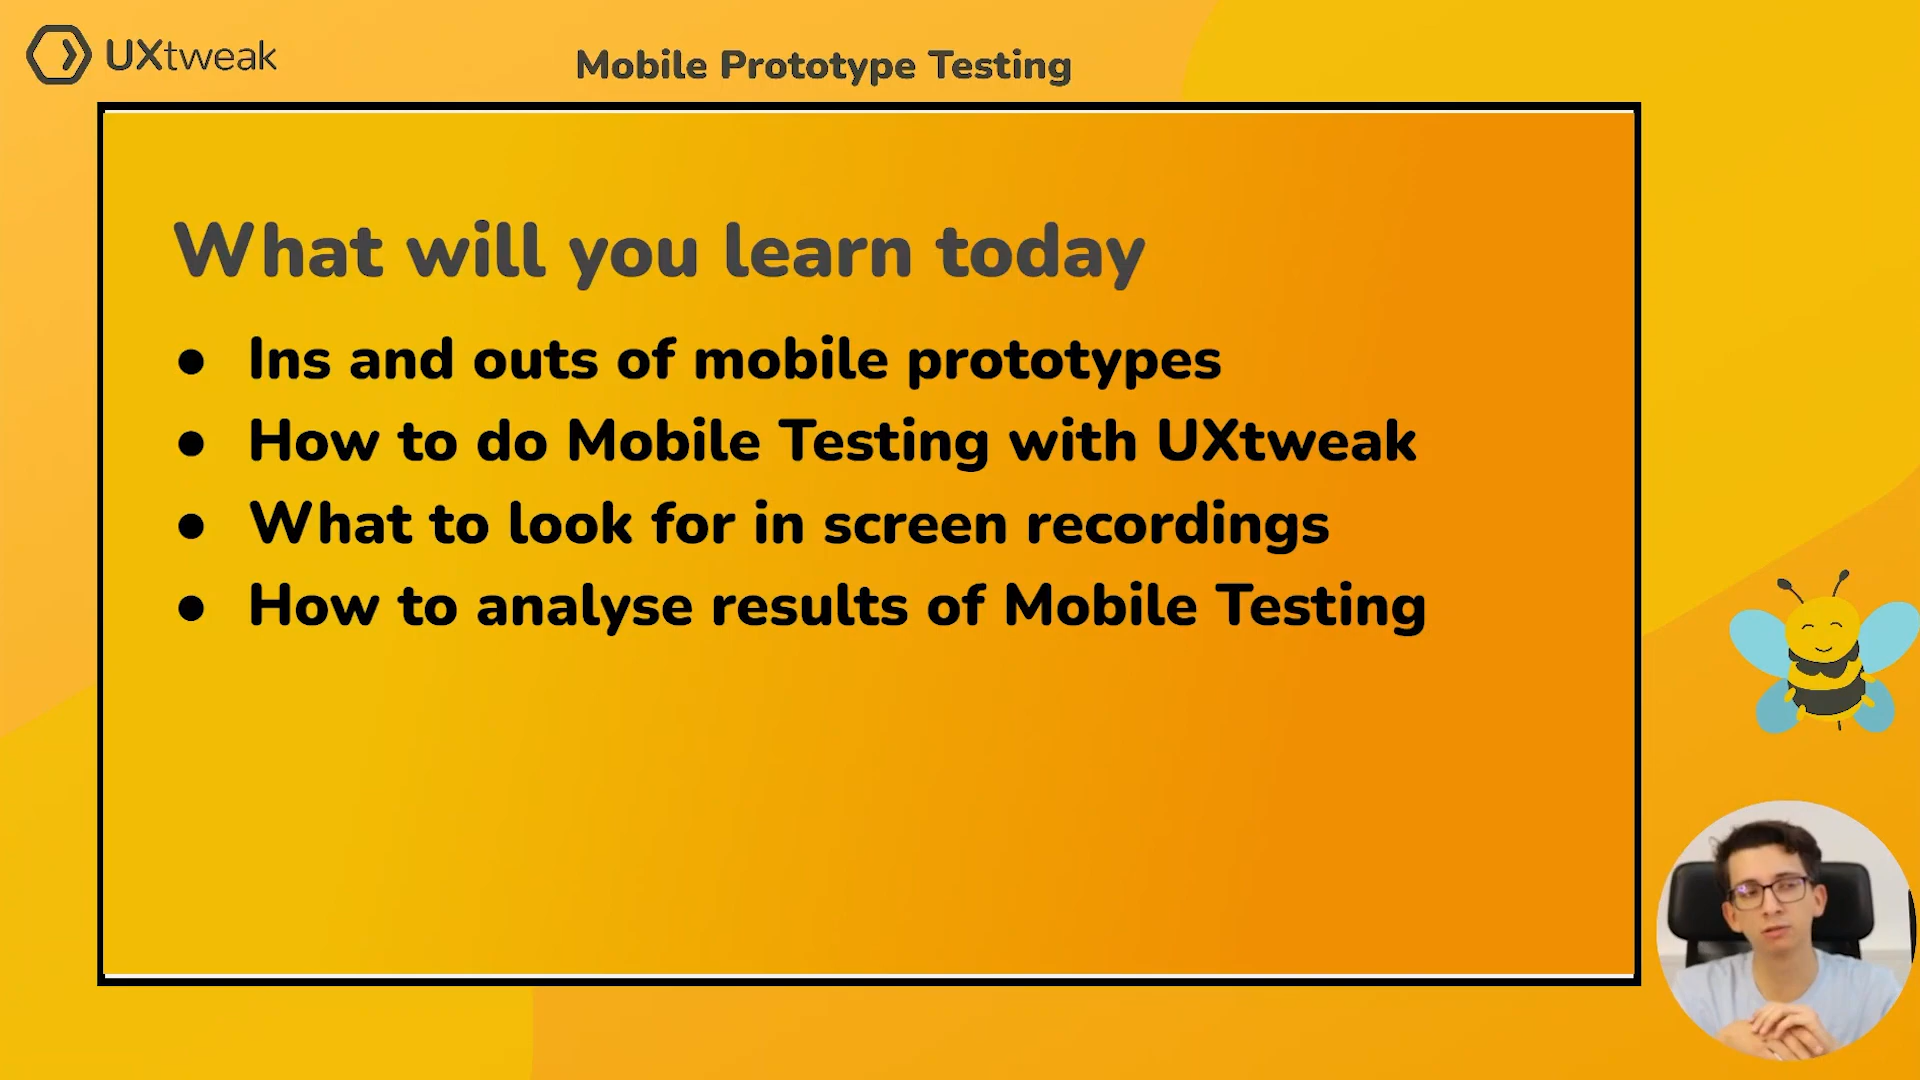 UXtweak
Mobile Prototype Testing
What will you learn today
● Ins and outs of mobile prototypes
● How to do Mobile Testing with UXtweak
● What to look for in screen recordings
● How to analyse results of Mobile Testing